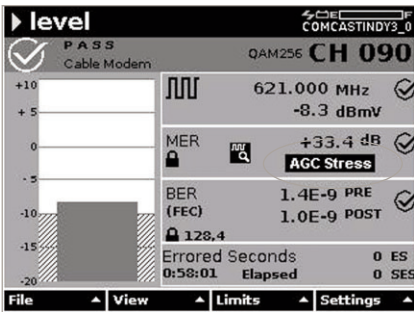 level
COMCASTINDY3_0
PASS
Cable Modem
QAM256 CH 090
+10
+ 5
0
- 5
-10
-15
-20
621.000 MHz
-8.3 dBmV
MER
+33.4 dB
AGC Stress
BER
(FEC)
1.4E-9 PRE
1.0E-9 POST
128,4
Errored Seconds 0 ES
0:58:01 Elapsed 0 SES
File View Limits Settings